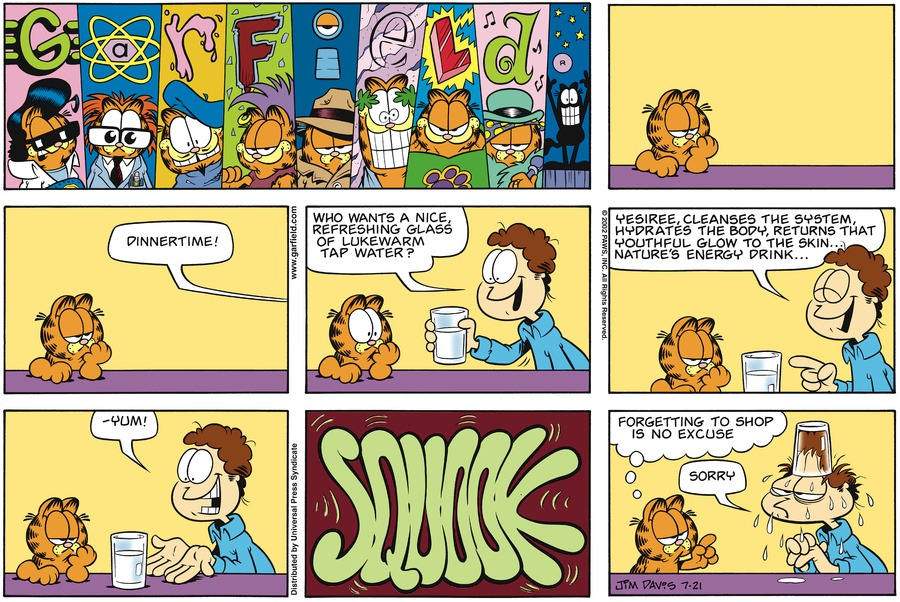 GaRFieLd
R
DINNERTIME!
www.garfield.com
WHO WANTS A NICE,
REFRESHING GLASS
OF LUKEWARM
TAP WATER?
© 2002 PAWS, INC. All Rights Reserved.
YESIREE, CLEANSES THE SYSTEM,
HYDRATES THE BODY, RETURNS THAT
YOUTHFUL GLOW TO THE SKIN...
NATURE'S ENERGY DRINK...
-YUM!
Distributed by Universal Press Syndicate
SQUOOK
FORGETTING TO SHOP
IS NO EXCUSE
SORRY
JIM DAVIS 7-21